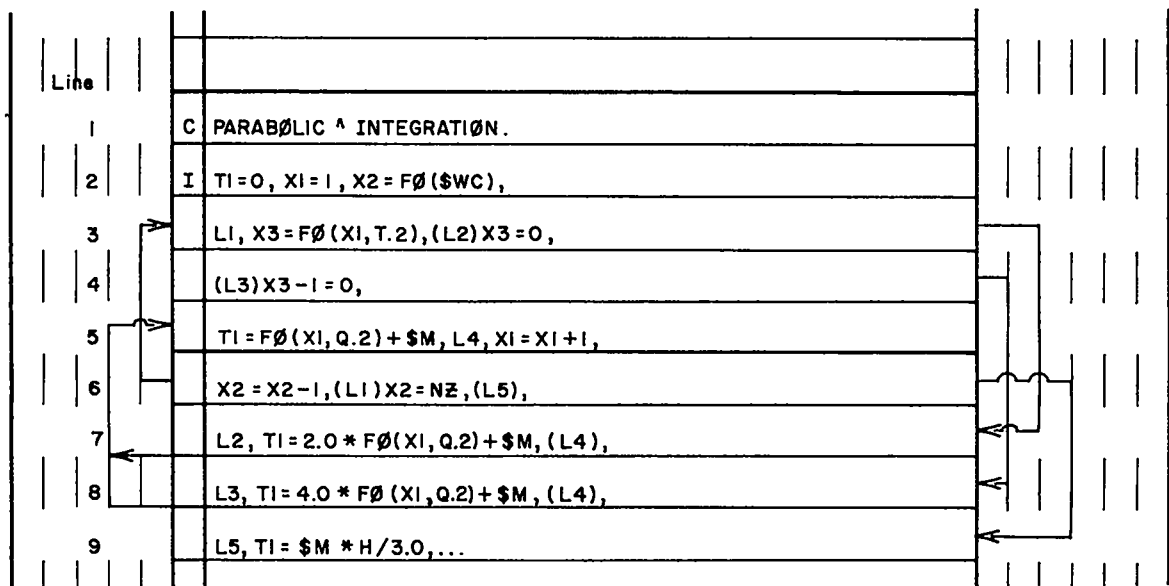 Line
1 C PARABØLIC ^ INTEGRATIØN.
2 I T1=0, X1=1, X2=FØ($WC),
3 L1, X3=FØ(X1,T.2),(L2)X3=0,
4 (L3)X3-1=0,
5 T1=FØ(X1,Q.2)+$M, L4, X1=X1+1,
6 X2=X2-1,(L1)X2=NZ,(L5),
7 L2, T1=2.0*FØ(X1,Q.2)+$M,(L4),
8 L3, T1=4.0*FØ(X1,Q.2)+$M,(L4),
9 L5, T1=$M*H/3.0,...